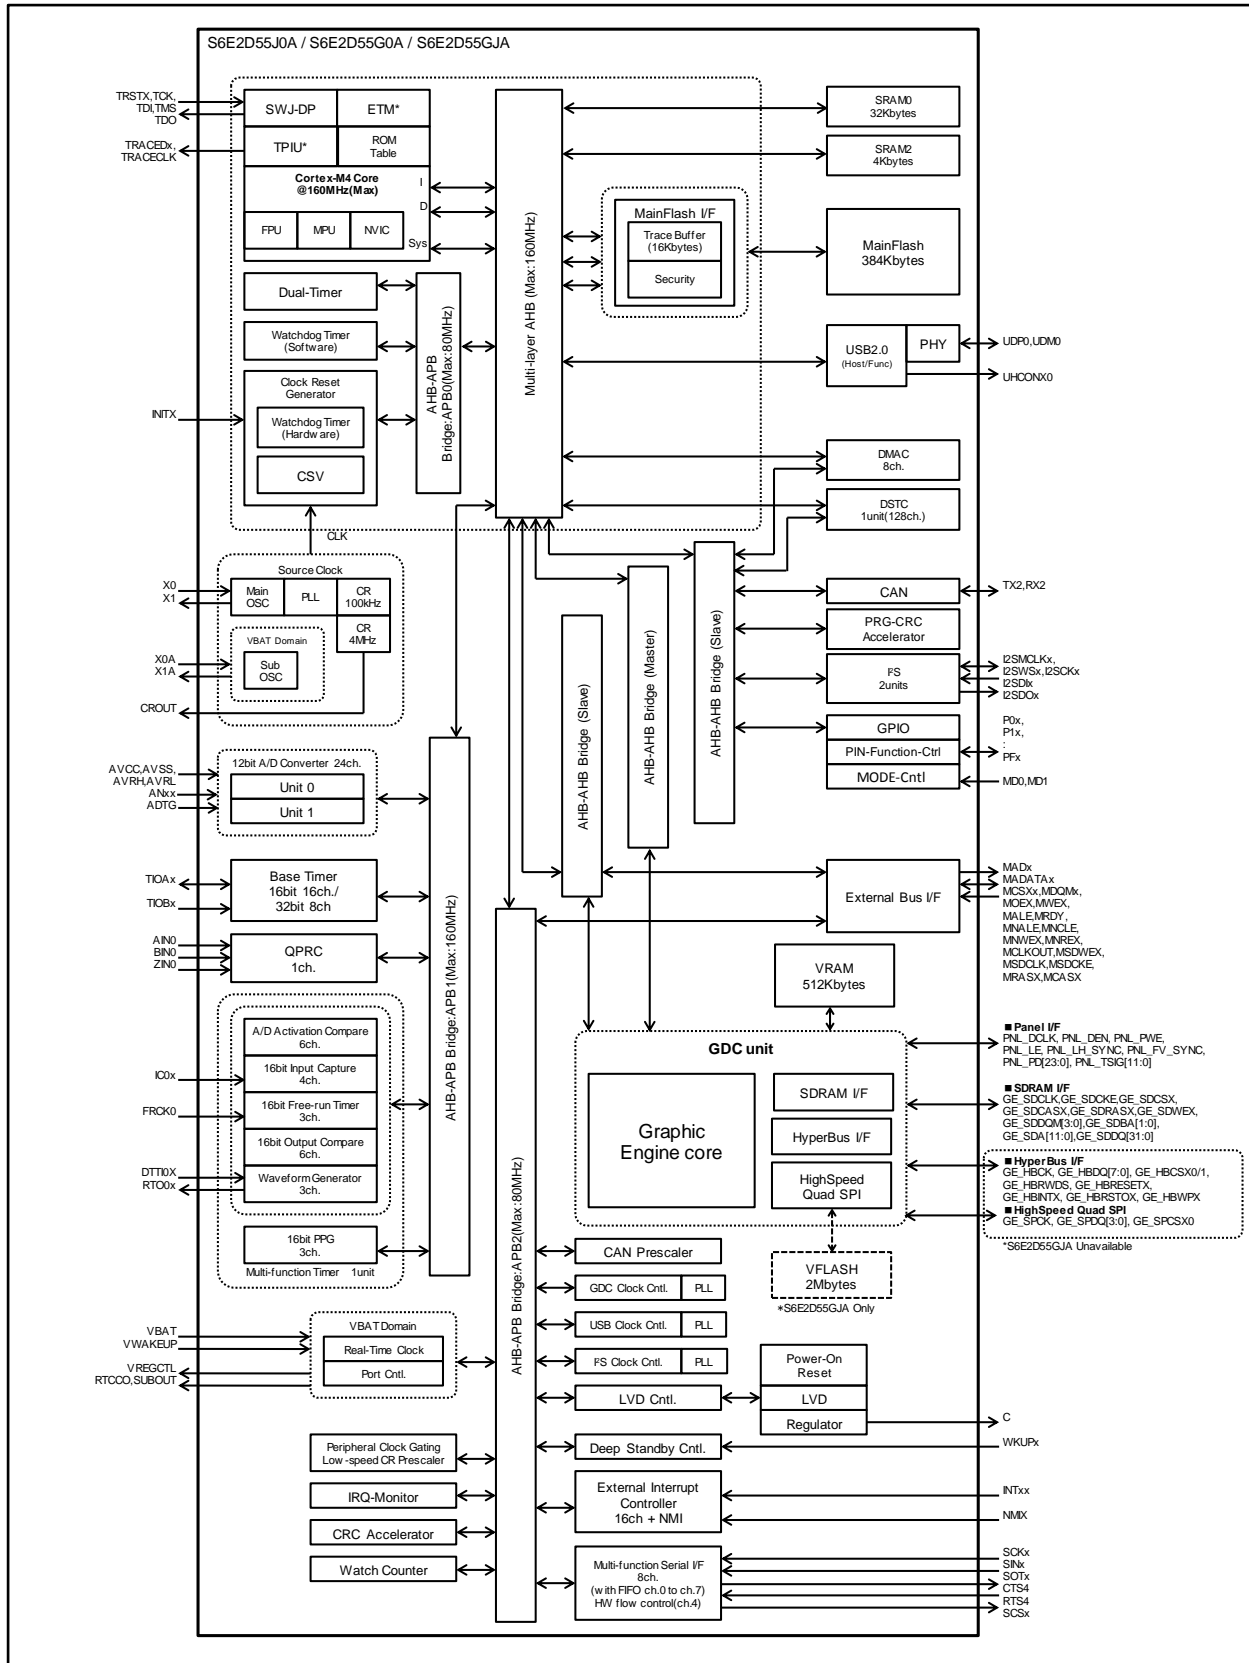 S6E2D55J0A / S6E2D55G0A / S6E2D55GJA
TRSTX,TCK,
TDI,TMS
TDO
TRACEDx,
TRACECLK
SWJ-DP
ETM*
TPIU*
ROM
Table
Cortex-M4 Core
@160MHz(Max)
I
D
Sys
FPU
MPU
NVIC
Dual-Timer
Watchdog Timer
(Software)
Clock Reset
Generator
Watchdog Timer
(Hardware)
CSV
INITX
CLK
AHB-APB
Bridge:APB0(Max:80MHz)
Multi-layer AHB (Max:160MHz)
MainFlash I/F
Trace Buffer
(16Kbytes)
Security
SRAM0
32Kbytes
SRAM2
4Kbytes
MainFlash
384Kbytes
USB2.0
(Host/Func)
PHY
UDP0,UDM0
UHCONX0
DMAC
8ch.
DSTC
1unit(128ch.)
CAN
TX2,RX2
PRG-CRC
Accelerator
I²S
2units
I2SMCLKx,
I2SWSx,I2SCKx
I2SDIx
I2SDOx
GPIO
PIN-Function-Ctrl
MODE-Cntl
P0x,
P1x,
:
PFx
MD0,MD1
AHB-AHB Bridge (Slave)
AHB-AHB Bridge (Master)
AHB-AHB Bridge (Slave)
Source Clock
X0
X1
Main
OSC
PLL
CR
100kHz
CR
4MHz
VBAT Domain
Sub
OSC
X0A
X1A
CROUT
12bit A/D Converter 24ch.
Unit 0
Unit 1
AVCC,AVSS,
AVRH,AVRL
ANxx
ADTG
TIOAx
TIOBx
Base Timer
16bit 16ch./
32bit 8ch
AIN0
BIN0
ZIN0
QPRC
1ch.
A/D Activation Compare
6ch.
16bit Input Capture
4ch.
16bit Free-run Timer
3ch.
16bit Output Compare
6ch.
Waveform Generator
3ch.
16bit PPG
3ch.
Multi-function Timer 1unit
IC0x
FRCK0
DTTI0X
RTO0x
AHB-APB Bridge:APB1(Max:160MHz)
AHB-APB Bridge:APB2(Max:80MHz)
External Bus I/F
MADx
MADATAx
MCSXx,MDQMx,
MOEX,MWEX,
MALE,MRDY,
MNALE,MNCLE,
MNWEX,MNREX,
MCLKOUT,MSDWEX,
MSDCLK,MSDCKE,
MRASX,MCASX
VRAM
512Kbytes
GDC unit
Graphic
Engine core
SDRAM I/F
HyperBus I/F
HighSpeed
Quad SPI
VFLASH
2Mbytes
*S6E2D55GJA Only
■ Panel I/F
PNL_DCLK, PNL_DEN, PNL_PWE,
PNL_LE, PNL_LH_SYNC, PNL_FV_SYNC,
PNL_PD[23:0], PNL_TSIG[11:0]
■ SDRAM I/F
GE_SDCLK,GE_SDCKE,GE_SDCSX,
GE_SDCASX,GE_SDRASX,GE_SDWEX,
GE_SDDQM[3:0],GE_SDBA[1:0],
GE_SDA[11:0],GE_SDDQ[31:0]
■ HyperBus I/F
GE_HBCK, GE_HBDQ[7:0], GE_HBCSX0/1,
GE_HBRWDS, GE_HBRESETX,
GE_HBINTX, GE_HBRSTOX, GE_HBWPX
■ HighSpeed Quad SPI
GE_SPCK, GE_SPDQ[3:0], GE_SPCSX0
*S6E2D55GJA Unavailable
CAN Prescaler
GDC Clock Cntl.
PLL
USB Clock Cntl.
PLL
I²S Clock Cntl.
PLL
LVD Cntl.
Power-On
Reset
LVD
Regulator
C
Deep Standby Cntl.
WKUPx
External Interrupt
Controller
16ch + NMI
INTxx
NMIX
Multi-function Serial I/F
8ch.
(with FIFO ch.0 to ch.7)
HW flow control(ch.4)
SCKx
SINx
SOTx
CTS4
RTS4
SCSx
VBAT
VWAKEUP
VREGCTL
RTCCO,SUBOUT
VBAT Domain
Real-Time Clock
Port Cntl.
Peripheral Clock Gating
Low-speed CR Prescaler
IRQ-Monitor
CRC Accelerator
Watch Counter